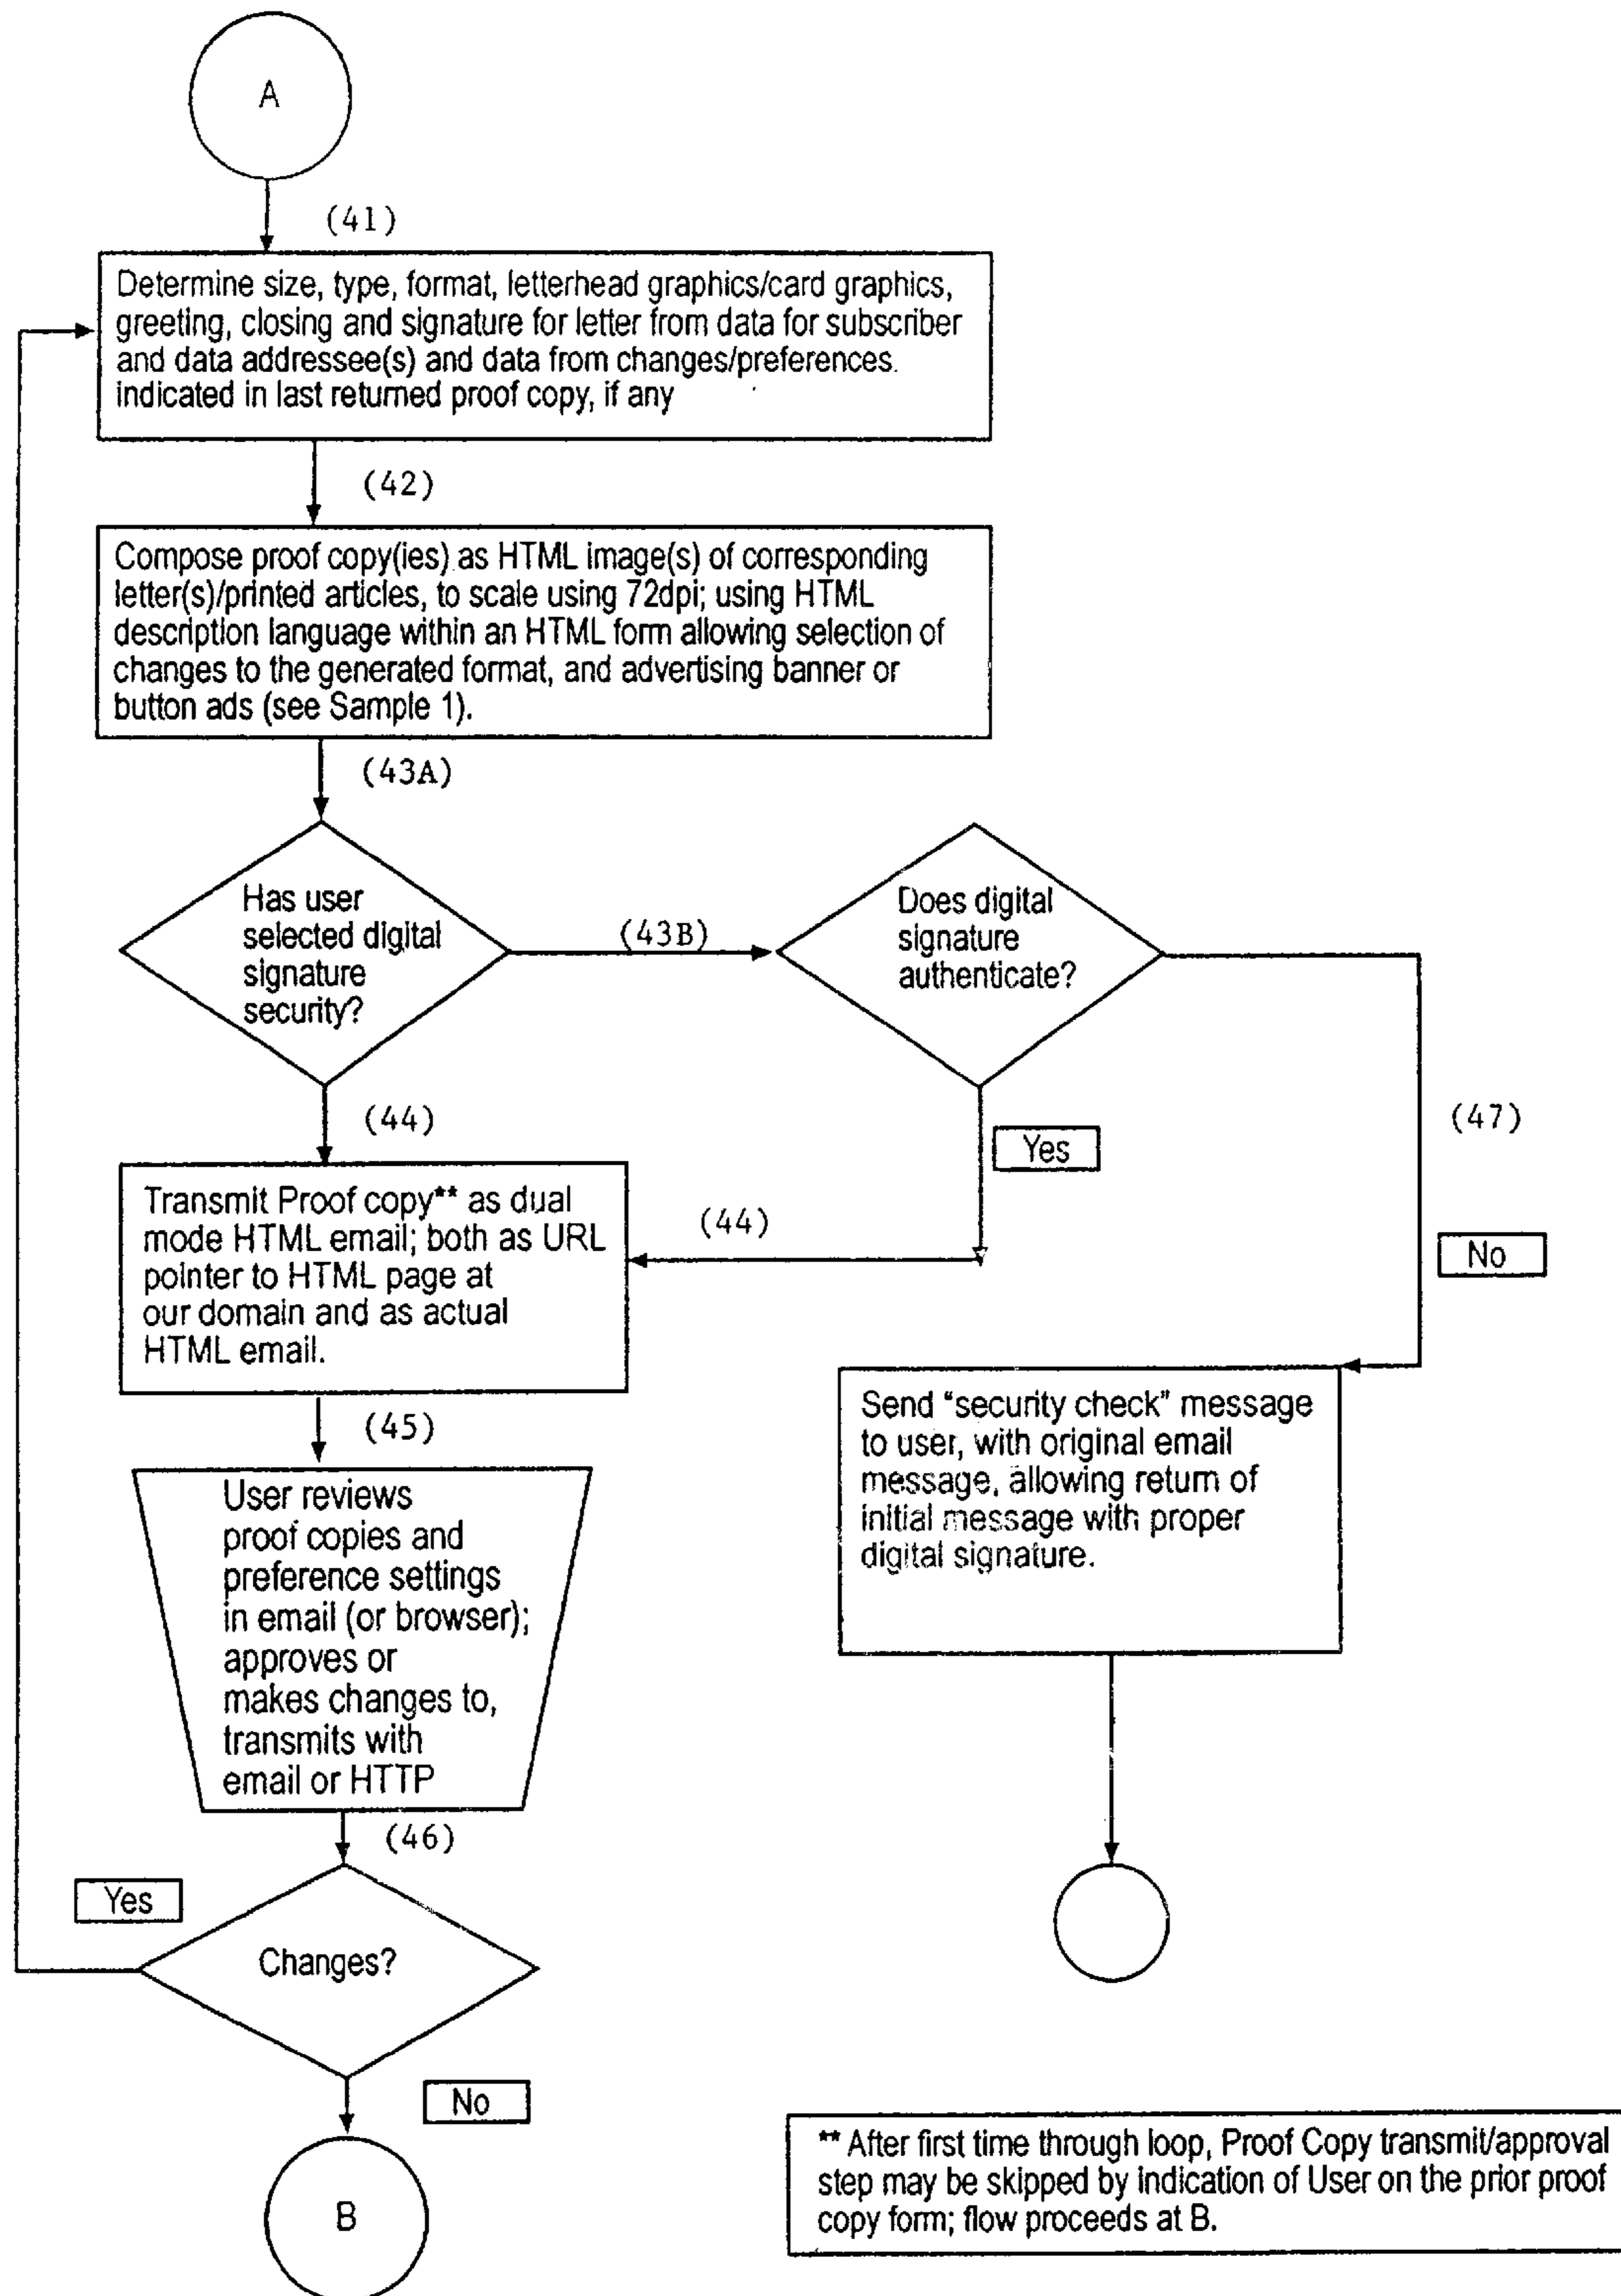 A
(41)
Determine size, type, format, letterhead graphics/card graphics,
greeting, closing and signature for letter from data for subscriber
and data addressee(s) and data from changes/preferences.
indicated in last returned proof copy, if any
(42)
Compose proof copy(ies) as HTML image(s) of corresponding
letter(s)/printed articles, to scale using 72dpi; using HTML
description language within an HTML form allowing selection of
changes to the generated format, and advertising banner or
button ads (see Sample 1).
(43A)
Has user
selected digital
signature
security?
(43B)
Does digital
signature
authenticate?
(44)
Yes
(47)
No
Transmit Proof copy** as dual
mode HTML email; both as URL
pointer to HTML page at
our domain and as actual
HTML email.
(44)
(45)
Send "security check" message
to user, with original email
message, allowing return of
initial message with proper
digital signature.
User reviews
proof copies and
preference settings
in email (or browser);
approves or
makes changes to,
transmits with
email or HTTP
(46)
Yes
Changes?
No
B
** After first time through loop, Proof Copy transmit/approval
step may be skipped by indication of User on the prior proof
copy form; flow proceeds at B.